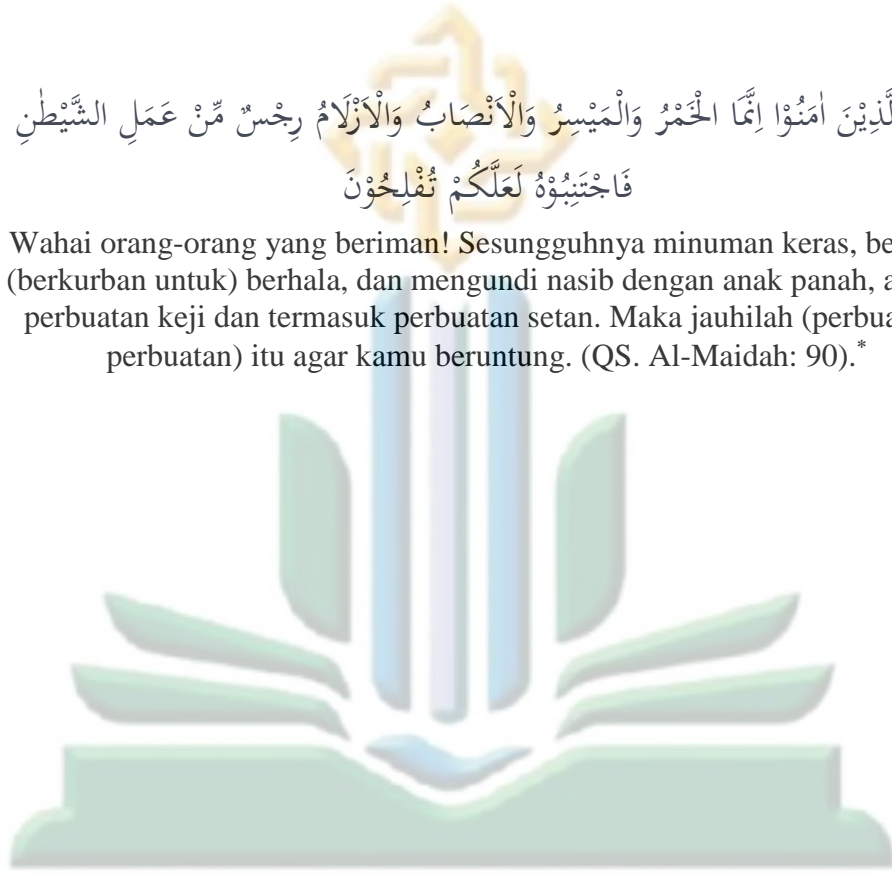 لَّذِيْنَ اٰمَنُوْٓا اِنَّمَا الْخَمْرُ وَالْمَيْسِرُ وَالْاَنْصَابُ وَالْاَزْلَامُ رِجْسٌ مِّنْ عَمَلِ الشَّيْطٰنِ
فَاجْتَنِبُوْهُ لَعَلَّكُمْ تُفْلِحُوْنَ
Wahai orang-orang yang beriman! Sesungguhnya minuman keras, be
(berkurban untuk) berhala, dan mengundi nasib dengan anak panah, a
perbuatan keji dan termasuk perbuatan setan. Maka jauhilah (perbua
perbuatan) itu agar kamu beruntung. (QS. Al-Maidah: 90).*